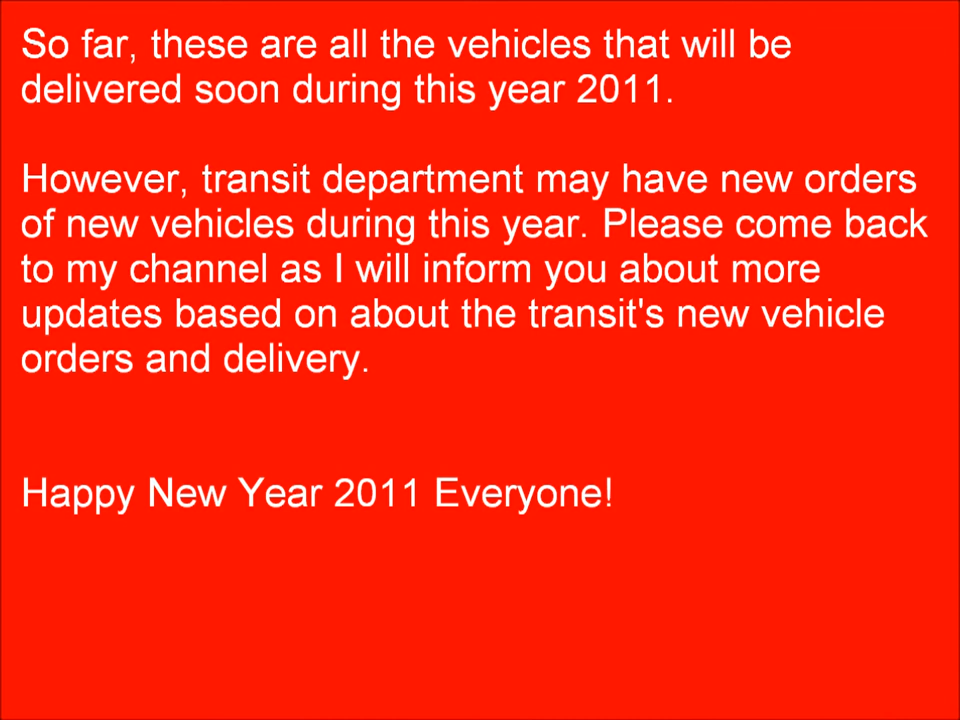 So far, these are all the vehicles that will be
delivered soon during this year 2011.
However, transit department may have new orders
of new vehicles during this year. Please come back
to my channel as I will inform you about more
updates based on about the transit's new vehicle
orders and delivery.
Happy New Year 2011 Everyone!